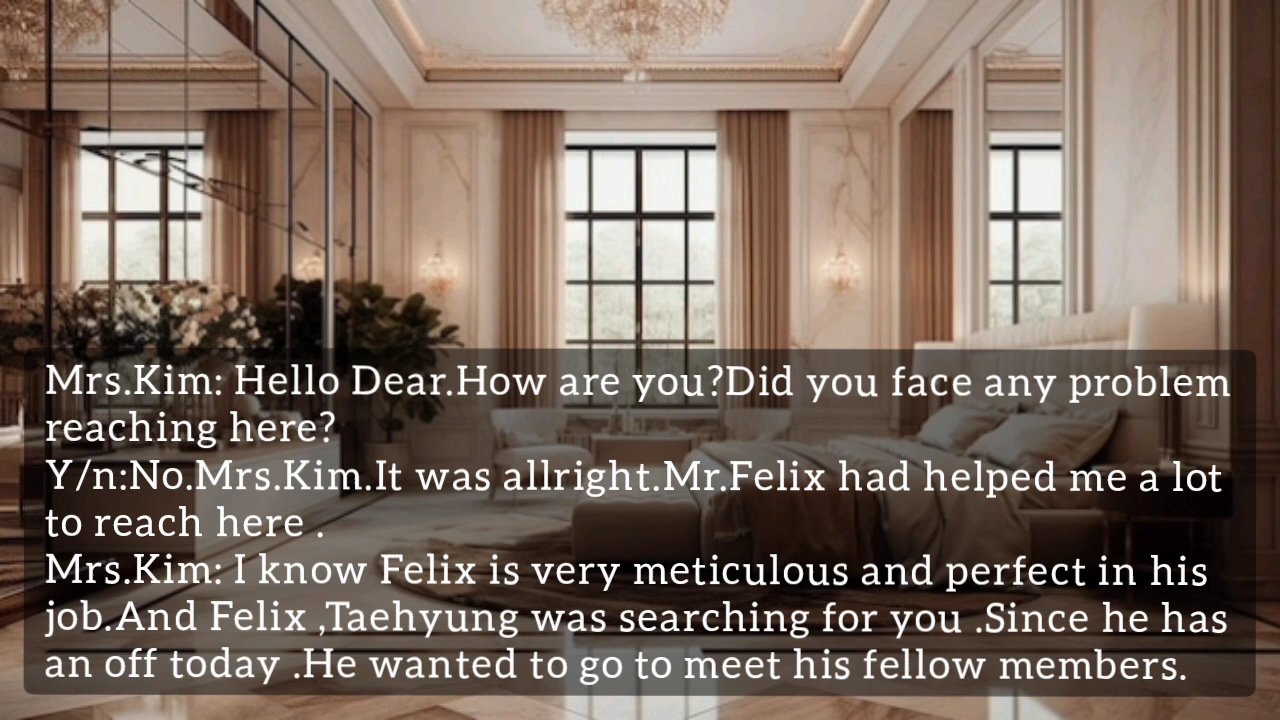 Mrs.Kim: Hello Dear.How are you?Did you face any problem
reaching here?
Y/n:No.Mrs.Kim.It was allright.Mr.Felix had helped me a lot
to reach here .
Mrs.Kim: I know Felix is very meticulous and perfect in his
job.And Felix ,Taehyung was searching for you .Since he has
an off today .He wanted to go to meet his fellow members.